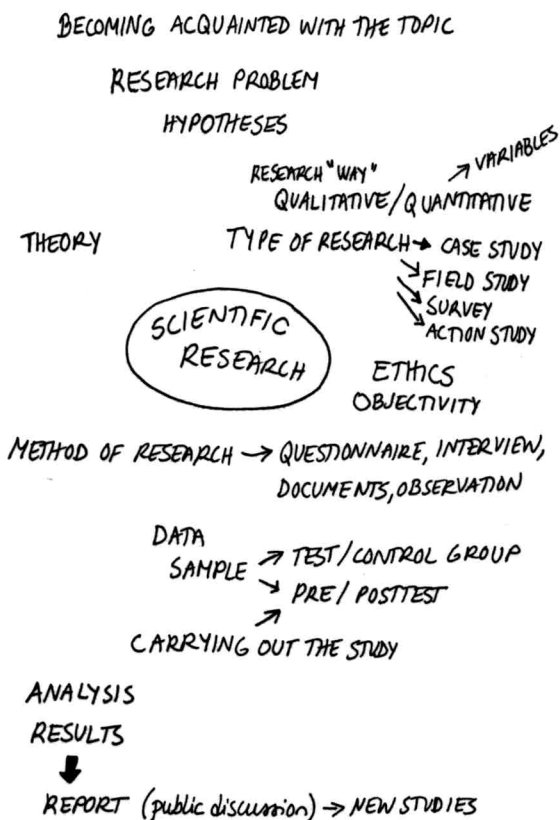 BECOMING ACQUAINTED WITH THE TOPIC
RESEARCH PROBLEM
HYPOTHESES
RESEARCH "WAY" → VARIABLES
QUALITATIVE/QUANTITATIVE
THEORY TYPE OF RESEARCH → CASE STUDY
FIELD STUDY
SURVEY
ACTION STUDY
SCIENTIFIC
RESEARCH
ETHICS
OBJECTIVITY
METHOD OF RESEARCH → QUESTIONNAIRE, INTERVIEW,
DOCUMENTS, OBSERVATION
DATA
SAMPLE → TEST/CONTROL GROUP
PRE/POSTTEST
CARRYING OUT THE STUDY
ANALYSIS
RESULTS
REPORT (public discussion) → NEW STUDIES